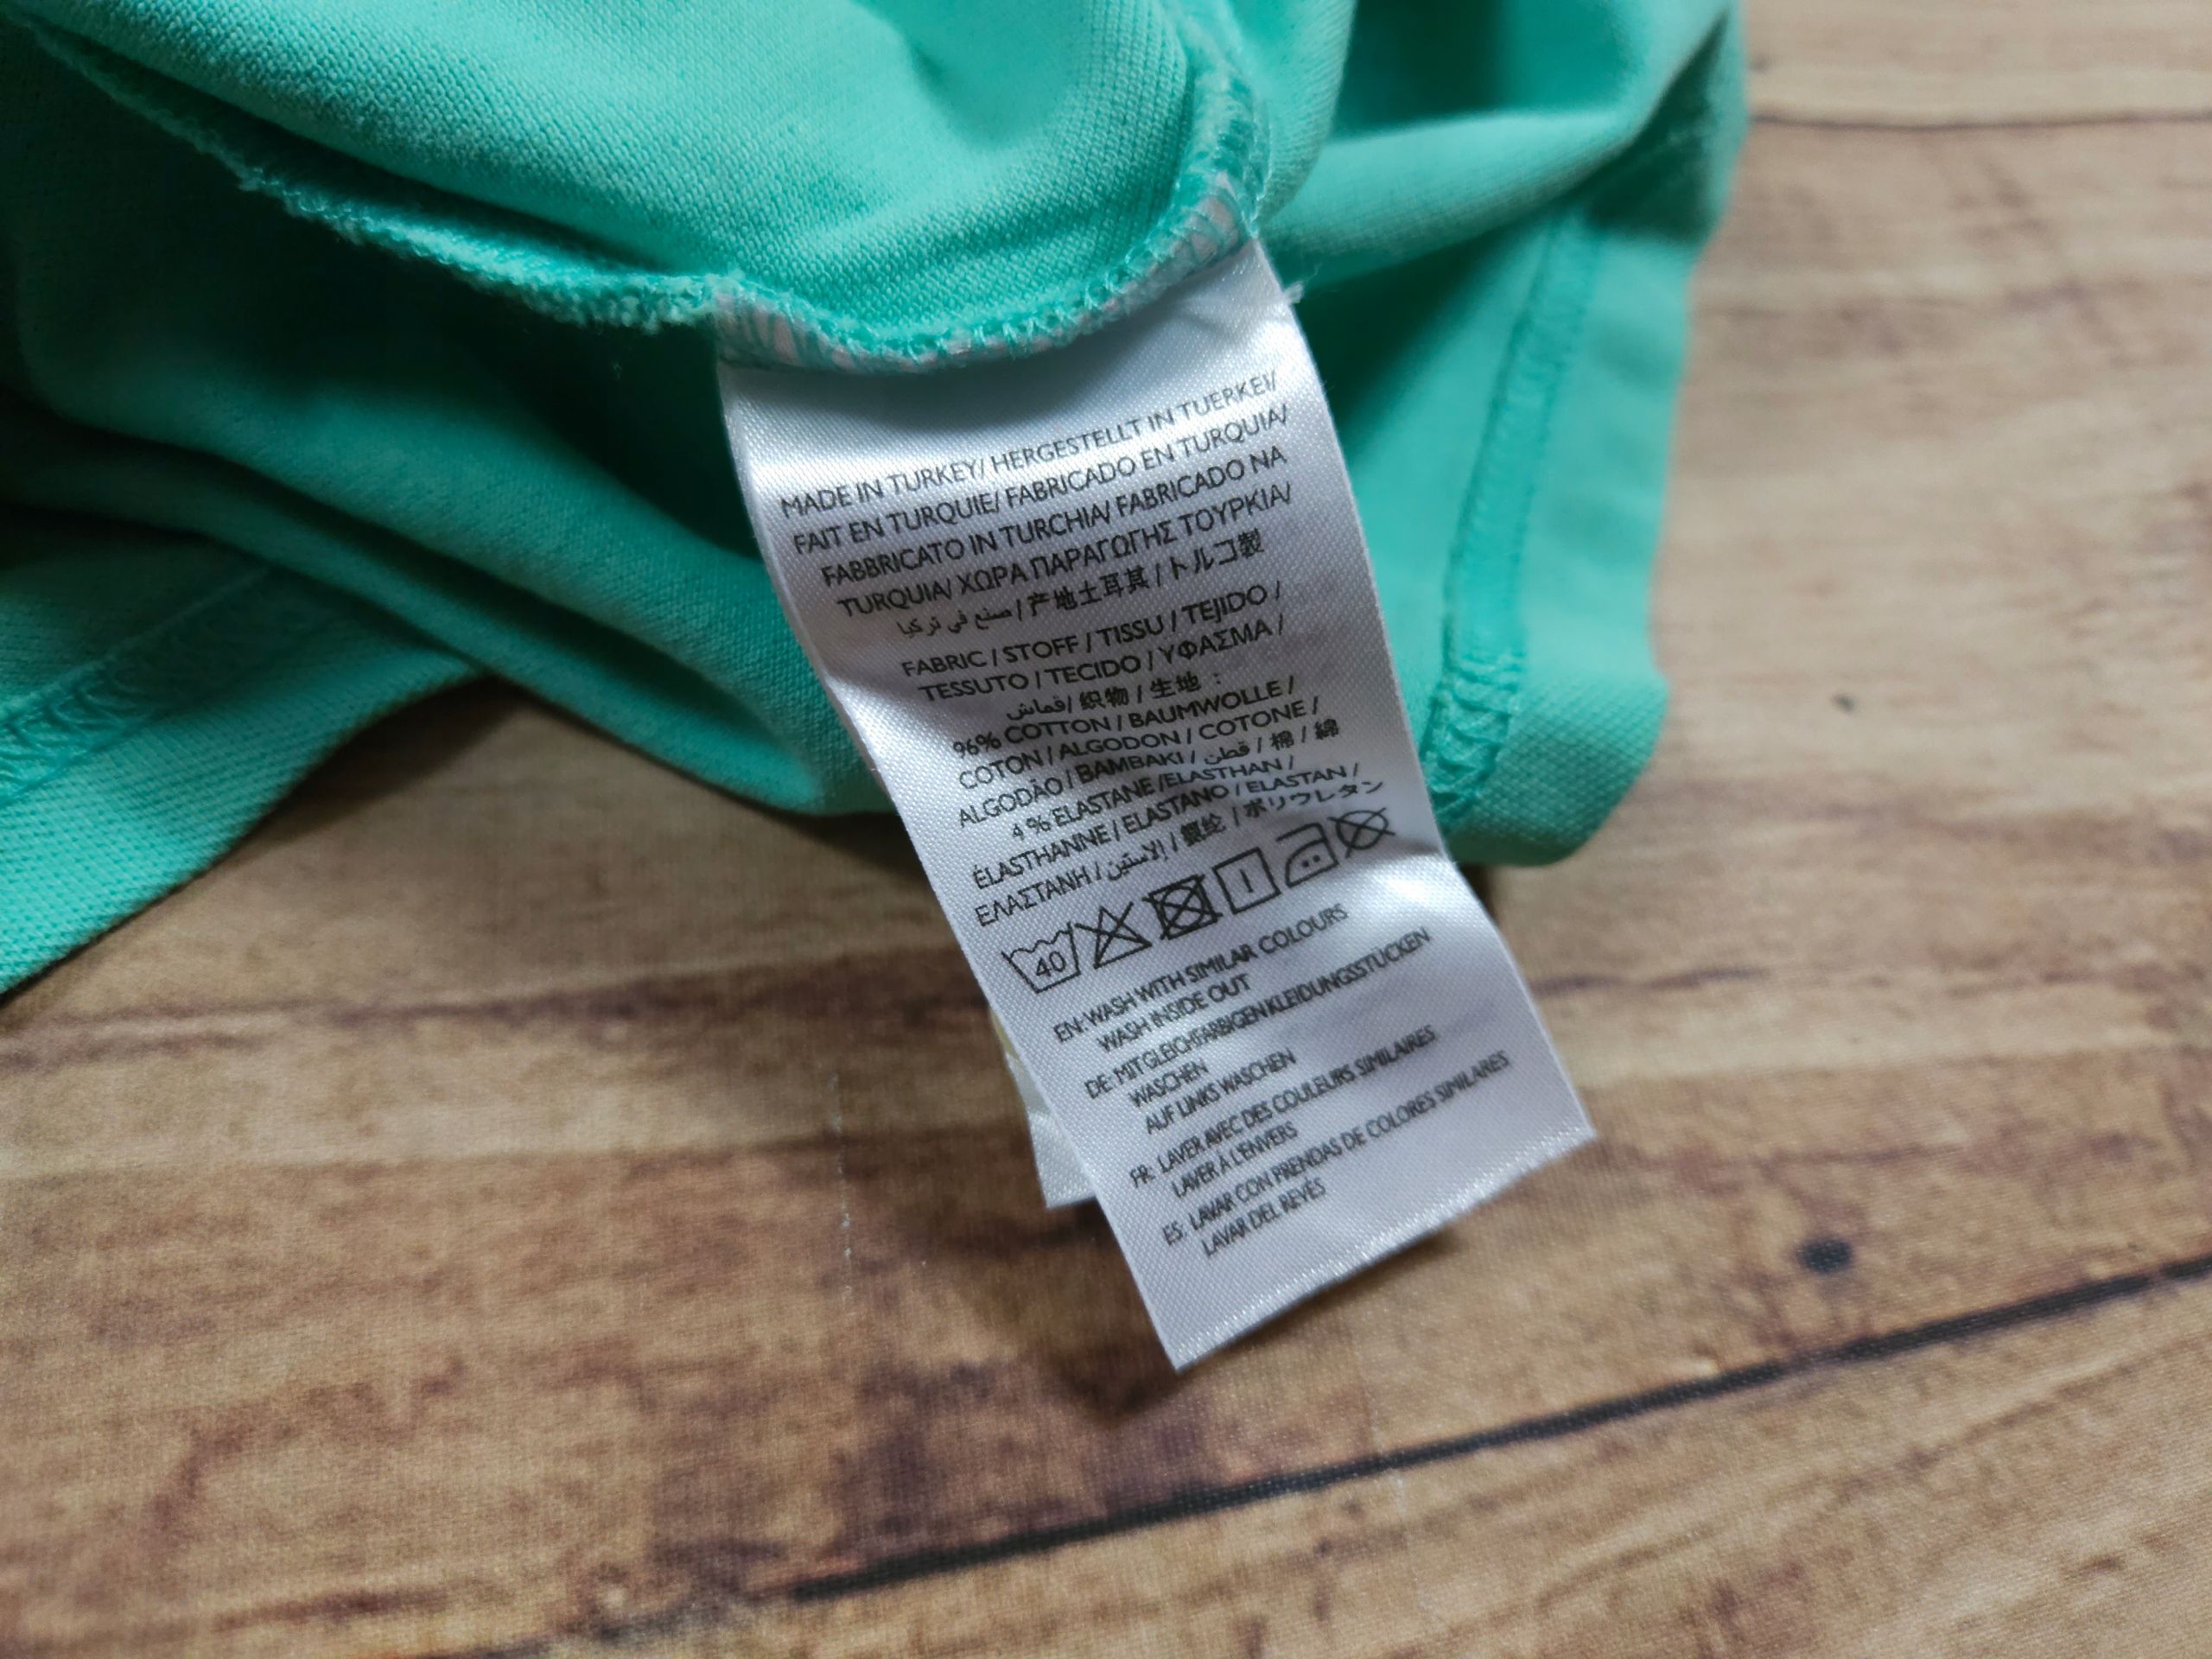 MADE IN TURKEY/ HERGESTELLT IN TUERKEI/
FAIT EN TURQUIE/ FABRICADO EN TURQUIA/
FABBRICATO IN TURCHIA/ FABRICADO NA
TURQUIA/ ΧΩΡΑ ΠΑΡΑΓΩΓΗΣ ΤΟΥΡΚΙΑ/
صنع في تركيا / 产地土耳其 / トルコ製
FABRIC / STOFF / TISSU / TEJIDO /
TESSUTO / TECIDO / ΥΦΑΣΜΑ /
قماش/ 织物 / 生地 :
96% COTTON / BAUMWOLLE /
COTON / ALGODON / COTONE /
ALGODÃO / BAMBAKI / قطن / 棉 / 綿
4 % ELASTANE /ELASTHAN /
ÉLASTHANNE / ELASTANO / ELASTAN /
ΕΛΑΣΤΑΝΗ / الاستين / 氨纶 / ポリウレタン
40
EN: WASH WITH SIMILAR COLOURS
WASH INSIDE OUT
DE: MIT GLEICHFARBIGEN KLEIDUNGSSTUCKEN
WASCHEN
AUF LINKS WASCHEN
FR: LAVER AVEC DES COULEURS SIMILAIRES
LAVER À L'ENVERS
ES: LAVAR CON PRENDAS DE COLORES SIMILARES
LAVAR DEL REVÉS